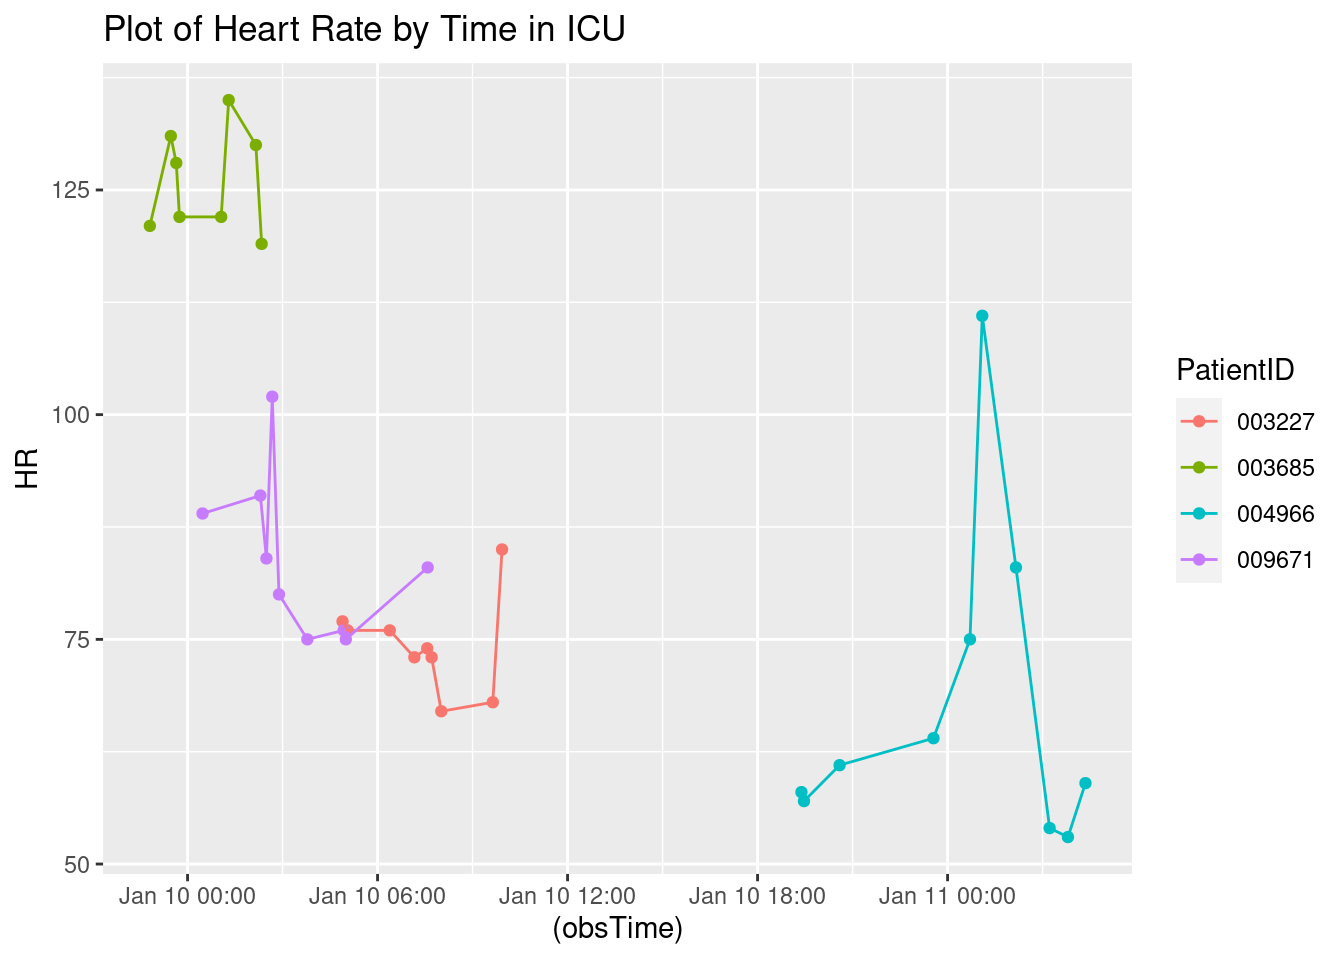 Plot of Heart Rate by Time in ICU
125
100
75
50
HR
Jan 10 00:00
Jan 10 06:00
Jan 10 12:00
Jan 10 18:00
Jan 11 00:00
(obsTime)
PatientID
003227
003685
004966
009671